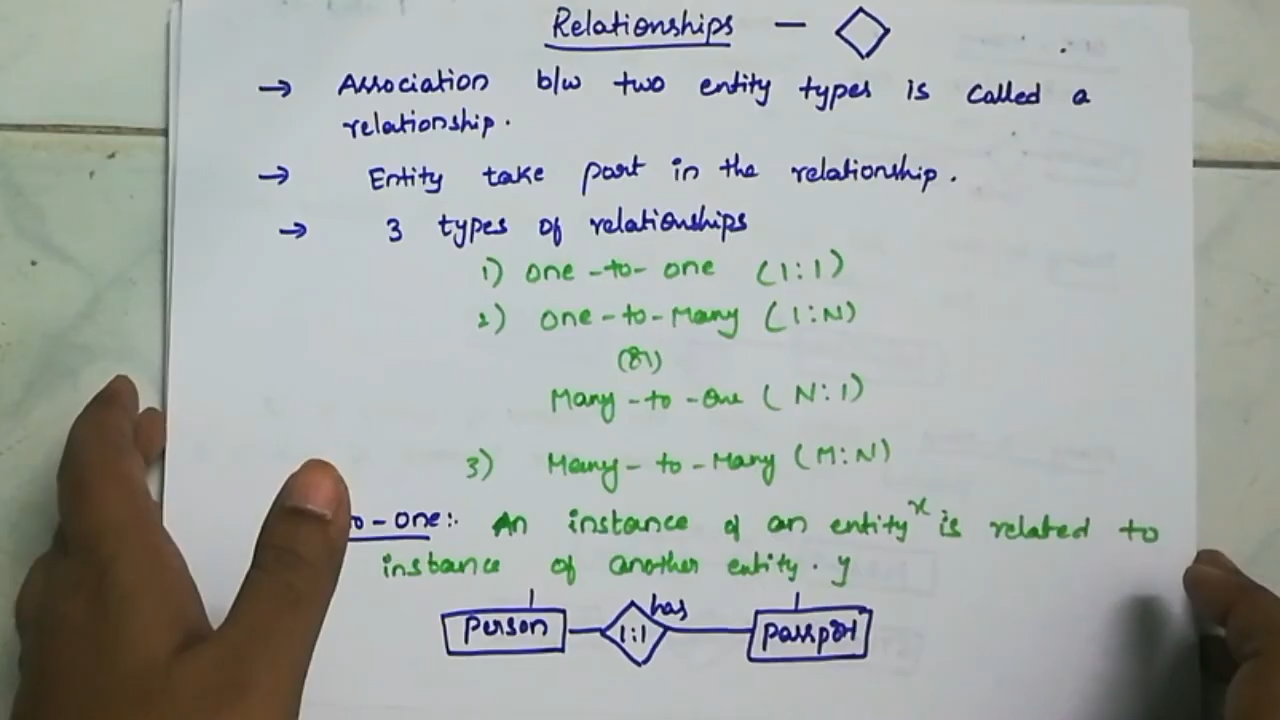 Relationships —
→ Association b/w two entity types is called a
relationship.
→ Entity take part in the relationship.
→ 3 types of relationships
1) one-to-one (1:1)
2) one-to-Many (1:N)
(or)
Many-to-one (N:1)
3) Many-to-Many (M:N)
o-one:. An instance of an entity x is related to
instance of another entity. y
Person 1:1 has Passport